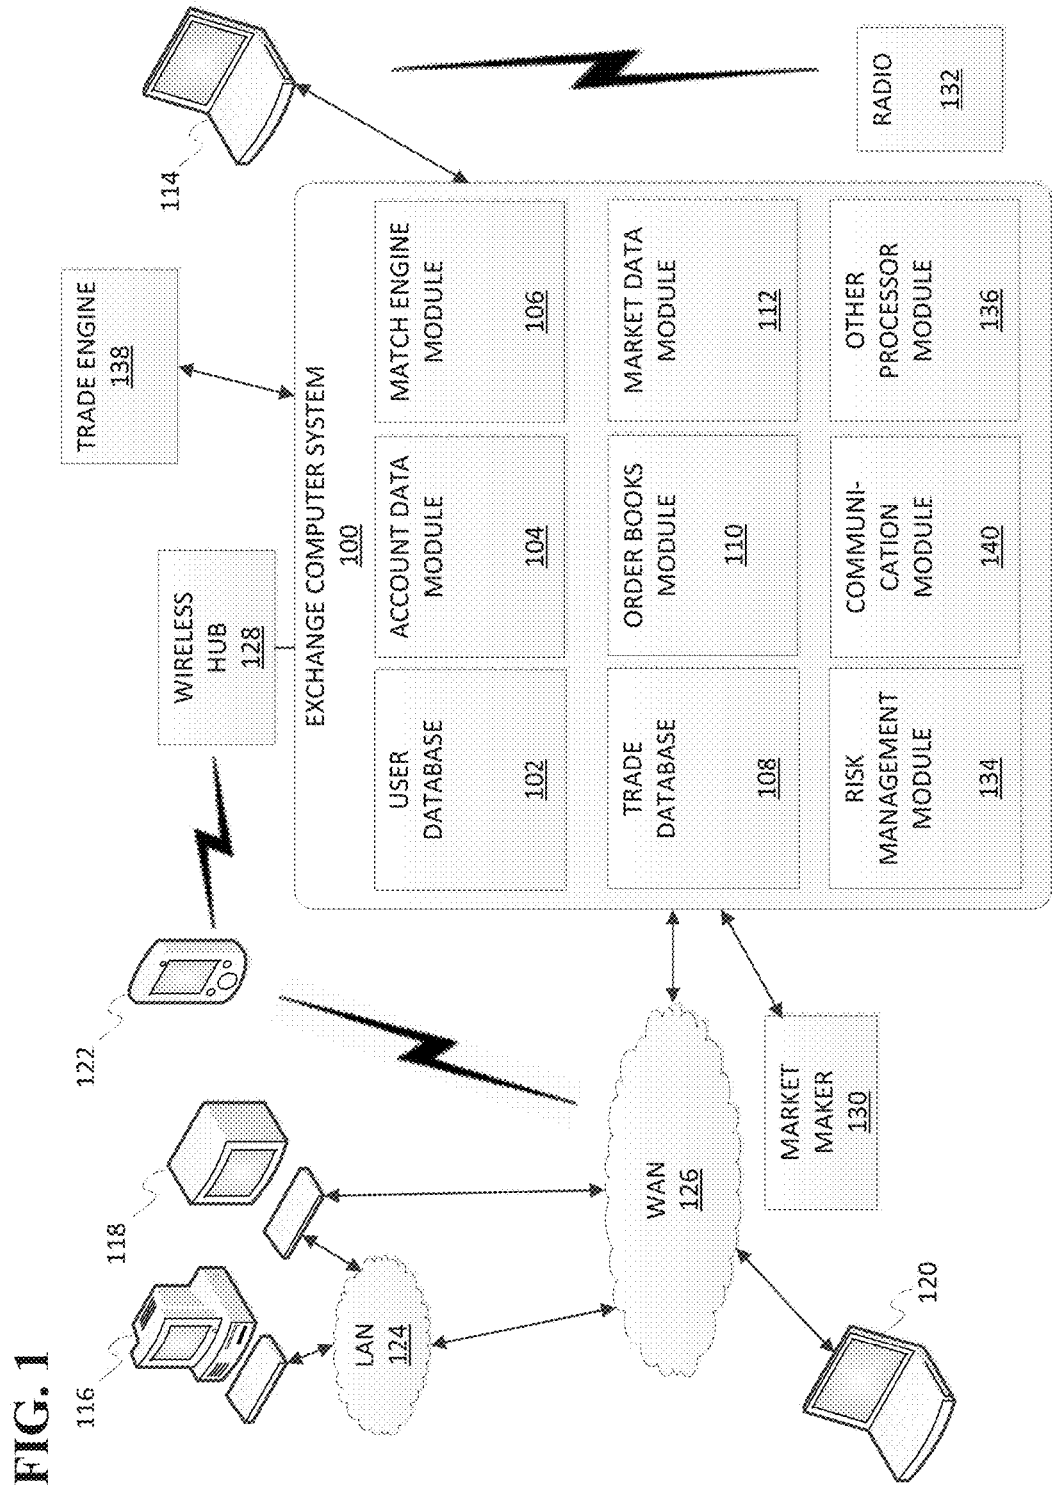 FIG. 1
116
118
122
WIRELESS
HUB
128
TRADE ENGINE
138
114
LAN
124
WAN
126
120
MARKET
MAKER
130
EXCHANGE COMPUTER SYSTEM
100
USER
DATABASE
102
ACCOUNT DATA
MODULE
104
MATCH ENGINE
MODULE
106
TRADE
DATABASE
108
ORDER BOOKS
MODULE
110
MARKET DATA
MODULE
112
RISK
MANAGEMENT
MODULE
134
COMMUNI-
CATION
MODULE
140
OTHER
PROCESSOR
MODULE
136
RADIO
132